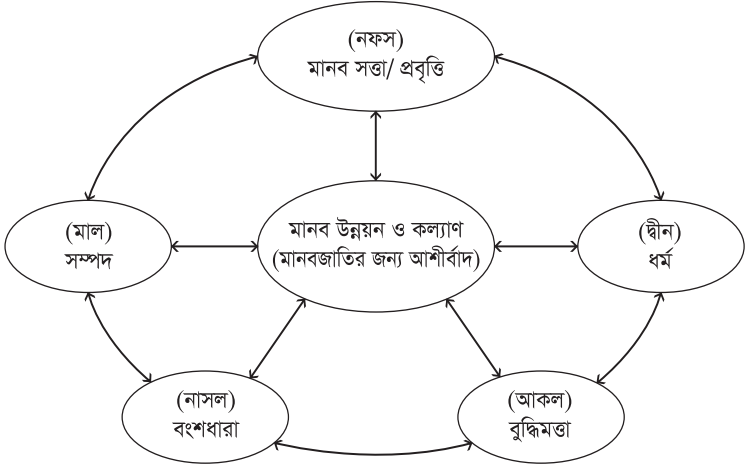 (নফস)
মানব সত্তা/ প্রবৃত্তি
(মাল)
সম্পদ
মানব উন্নয়ন ও কল্যাণ
(মানবজাতির জন্য আশীর্বাদ)
(দ্বীন)
ধর্ম
(নাসল)
বংশধারা
(আকল)
বুদ্ধিমত্তা